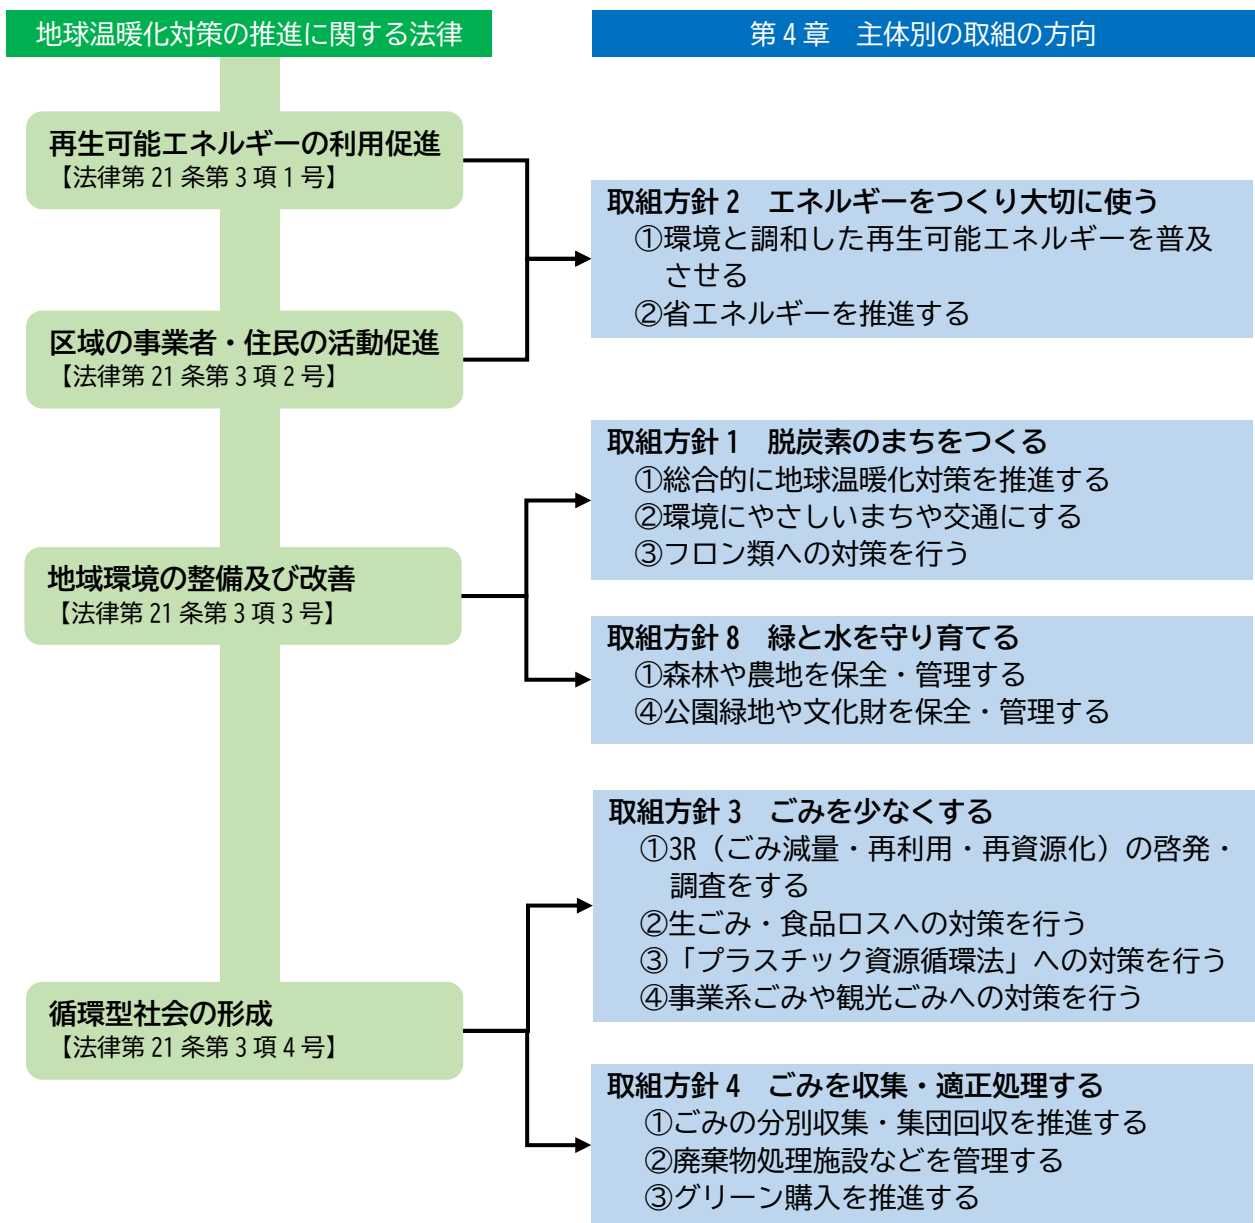 地球温暖化対策の推進に関する法律
第4章　主体別の取組の方向
再生可能エネルギーの利用促進
【法律第21条第3項1号】
区域の事業者・住民の活動促進
【法律第21条第3項2号】
取組方針2　エネルギーをつくり大切に使う
①環境と調和した再生可能エネルギーを普及
させる
②省エネルギーを推進する
地域環境の整備及び改善
【法律第21条第3項3号】
取組方針1　脱炭素のまちをつくる
①総合的に地球温暖化対策を推進する
②環境にやさしいまちや交通にする
③フロン類への対策を行う
取組方針8　緑と水を守り育てる
①森林や農地を保全・管理する
④公園緑地や文化財を保全・管理する
循環型社会の形成
【法律第21条第3項4号】
取組方針3　ごみを少なくする
①3R（ごみ減量・再利用・再資源化）の啓発・
調査をする
②生ごみ・食品ロスへの対策を行う
③「プラスチック資源循環法」への対策を行う
④事業系ごみや観光ごみへの対策を行う
取組方針4　ごみを収集・適正処理する
①ごみの分別収集・集団回収を推進する
②廃棄物処理施設などを管理する
③グリーン購入を推進する